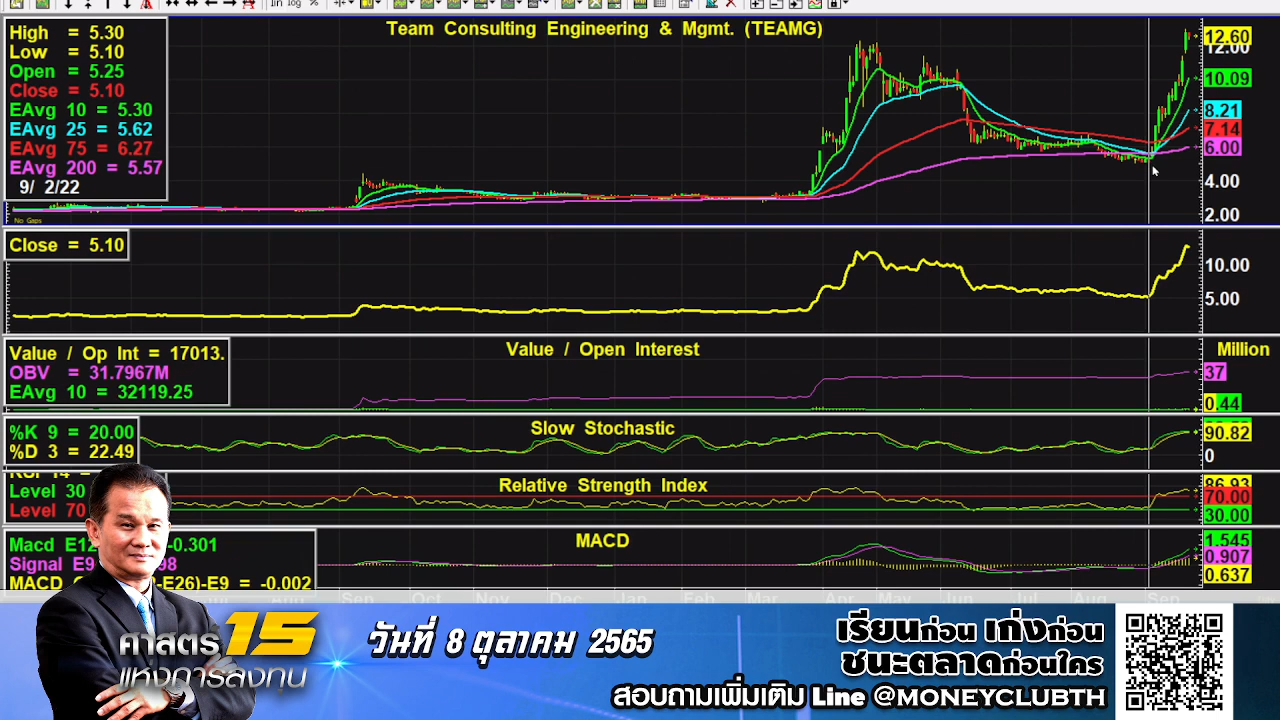 lin log %
Team Consulting Engineering & Mgmt. (TEAMG)
High = 5.30
Low = 5.10
Open = 5.25
Close = 5.10
EAvg 10 = 5.30
EAvg 25 = 5.62
EAvg 75 = 6.27
EAvg 200 = 5.57
9/ 2/22
No Gaps
12.60
12.00
10.09
8.21
7.14
6.00
4.00
2.00
Close = 5.10
10.00
5.00
Value / Open Interest
Value / Op Int = 17013.
OBV = 31.7967M
EAvg 10 = 32119.25
Million
37
0.44
Slow Stochastic
%K 9 = 20.00
%D 3 = 22.49
90.82
0
Relative Strength Index
Level 30
Level 70
86.93
70.00
30.00
MACD
Macd E12 -0.301
Signal E9 98
MACD -E26)-E9 = -0.002
1.545
0.907
0.637
Aug Sep Oct Nov Dec Jan Feb Mar Apr May Jun Jul Aug Sep
ศาสตร์ 15
แห่งการลงทุน
วันที่ 8 ตุลาคม 2565
เรียนก่อน เก่งก่อน
ชนะตลาดก่อนใคร
สอบถามเพิ่มเติม Line @MONEYCLUBTH